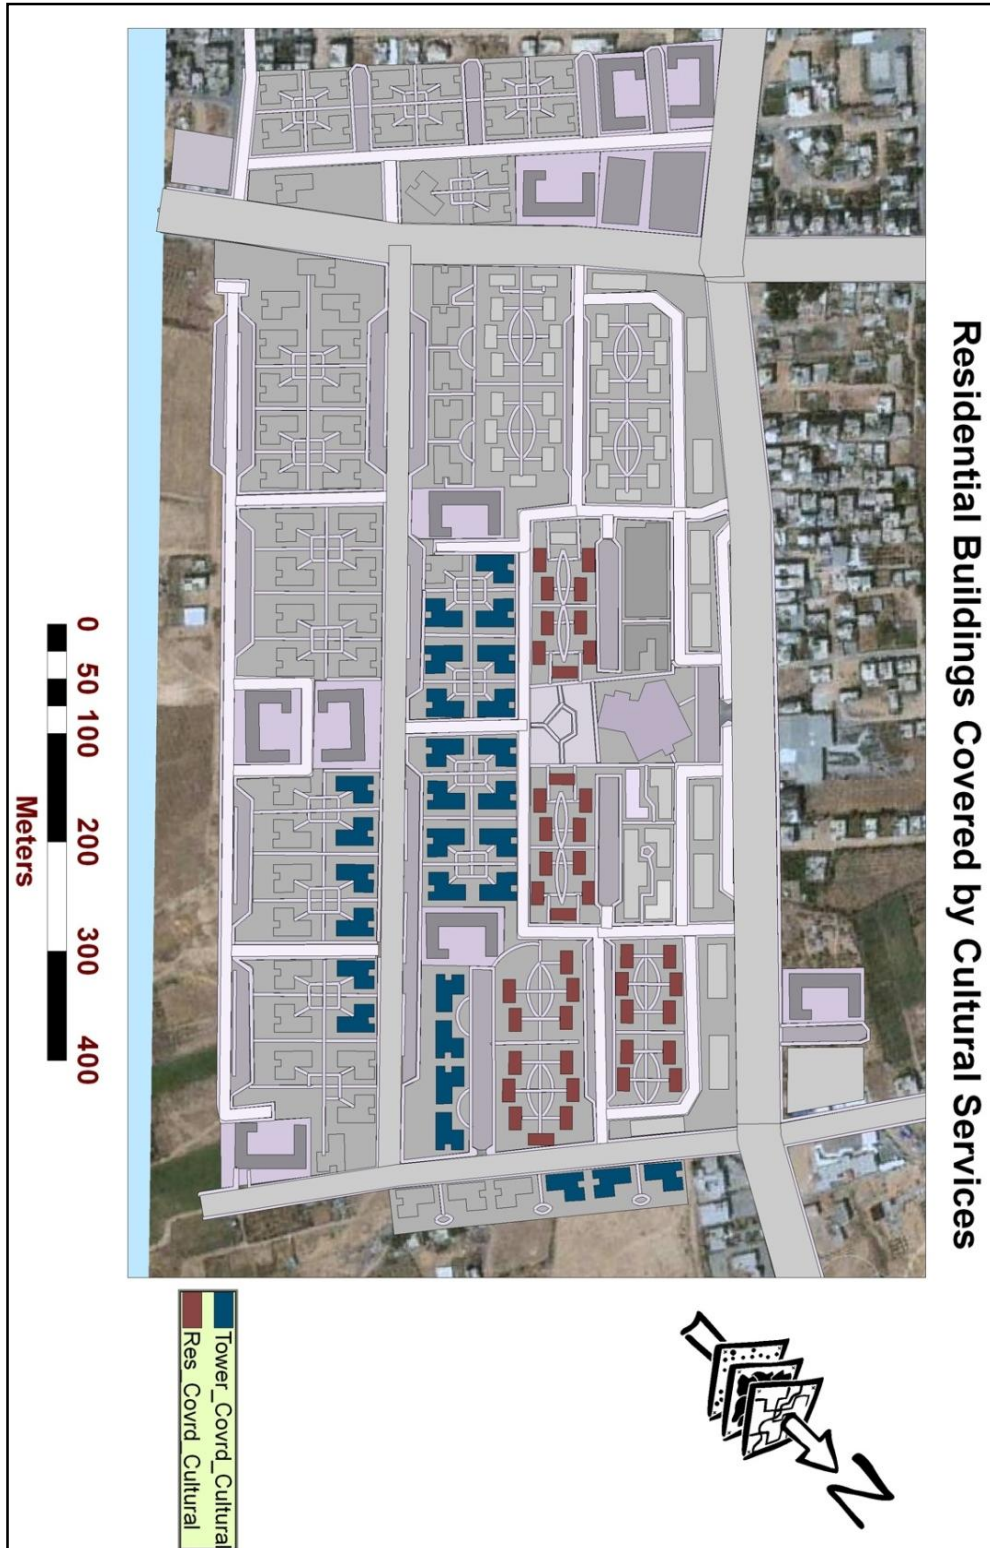 Residential Buildings Covered by Cultural Services
N
Tower_Covrd_Cultural
Res_Covrd_Cultural
0 50 100 200 300 400
Meters